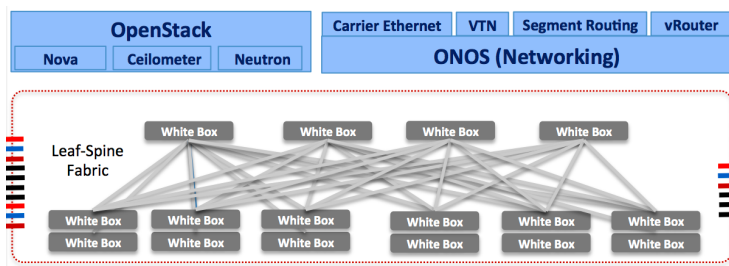 OpenStack
Nova Ceilometer Neutron
Carrier Ethernet VTN Segment Routing vRouter
ONOS (Networking)
White Box White Box White Box White Box
Leaf-Spine
Fabric
White Box White Box White Box White Box White Box White Box
White Box White Box White Box White Box White Box White Box